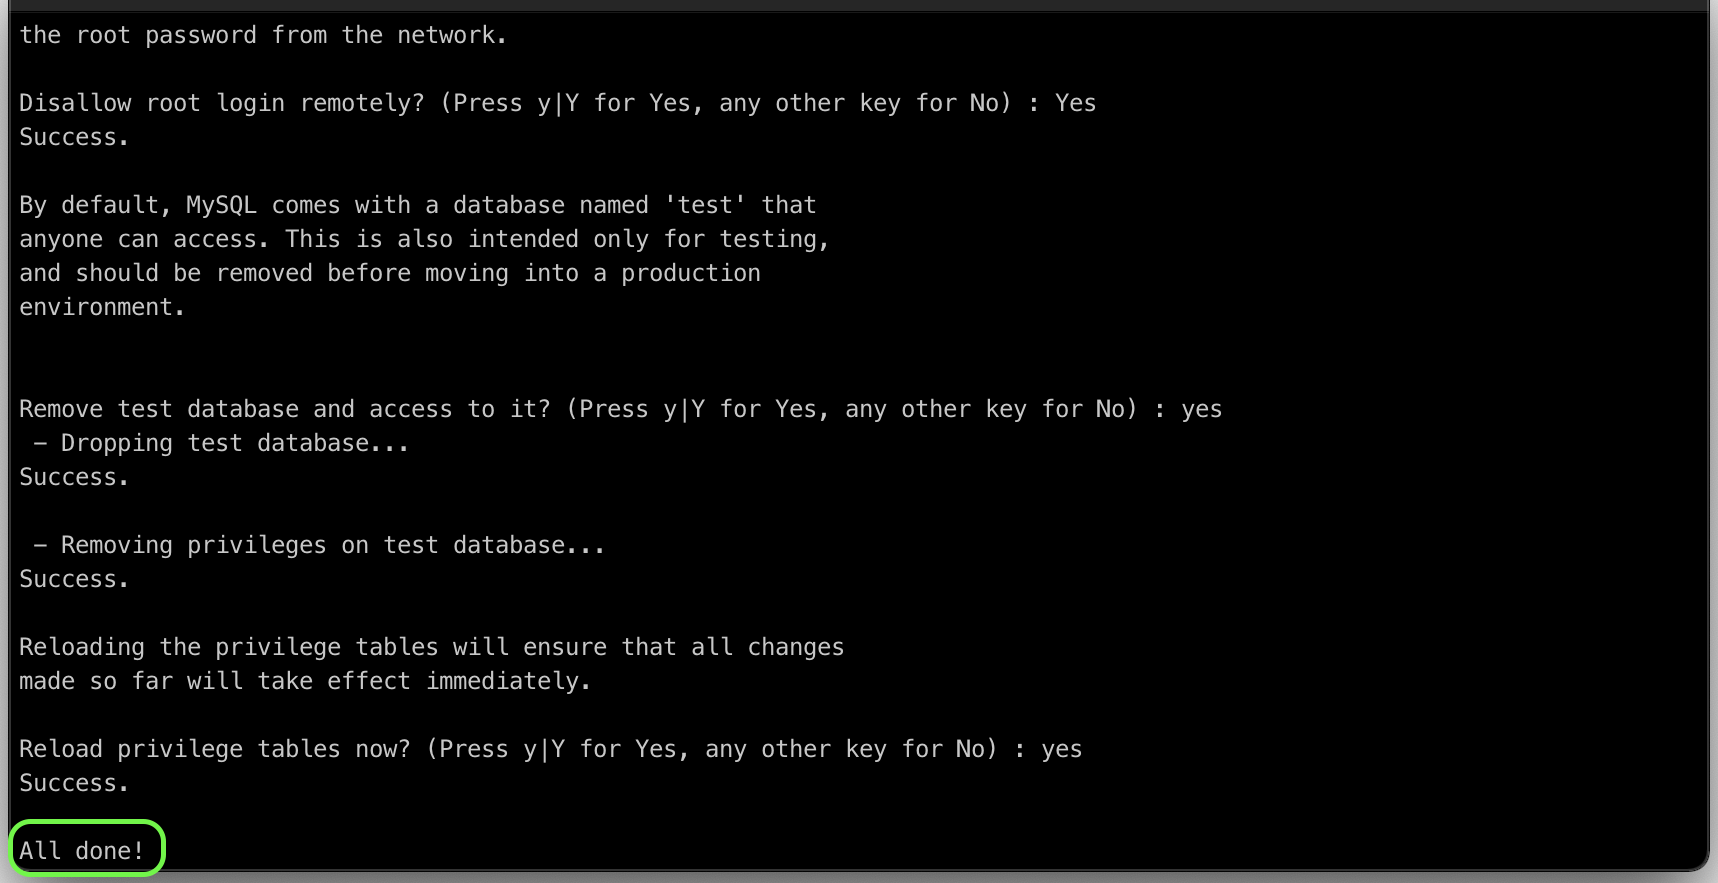 the root password from the network.
Disallow root login remotely? (Press y|Y for Yes, any other key for No) : Yes
Success.
By default, MySQL comes with a database named 'test' that
anyone can access. This is also intended only for testing,
and should be removed before moving into a production
environment.
Remove test database and access to it? (Press y|Y for Yes, any other key for No) : yes
 - Dropping test database...
Success.
 - Removing privileges on test database...
Success.
Reloading the privilege tables will ensure that all changes
made so far will take effect immediately.
Reload privilege tables now? (Press y|Y for Yes, any other key for No) : yes
Success.
All done!